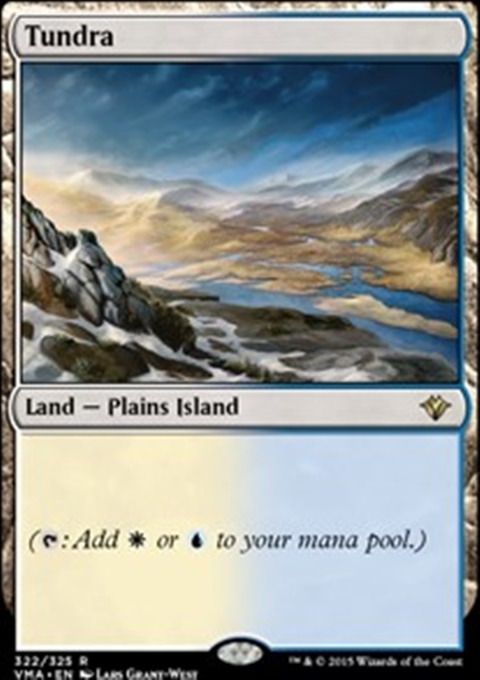 Tundra
Land — Plains Island
( : Add or to your mana pool.)
322/325 R
VMA • EN Lars Grant-West
™ & © 2015 Wizards of the Coast